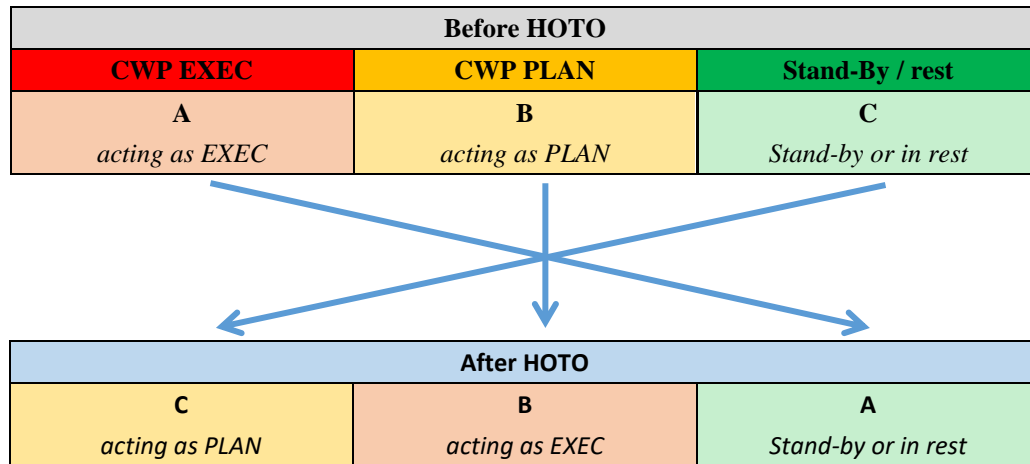 Before HOTO
CWP EXEC CWP PLAN Stand-By / rest
A B C
acting as EXEC acting as PLAN Stand-by or in rest
After HOTO
C B A
acting as PLAN acting as EXEC Stand-by or in rest